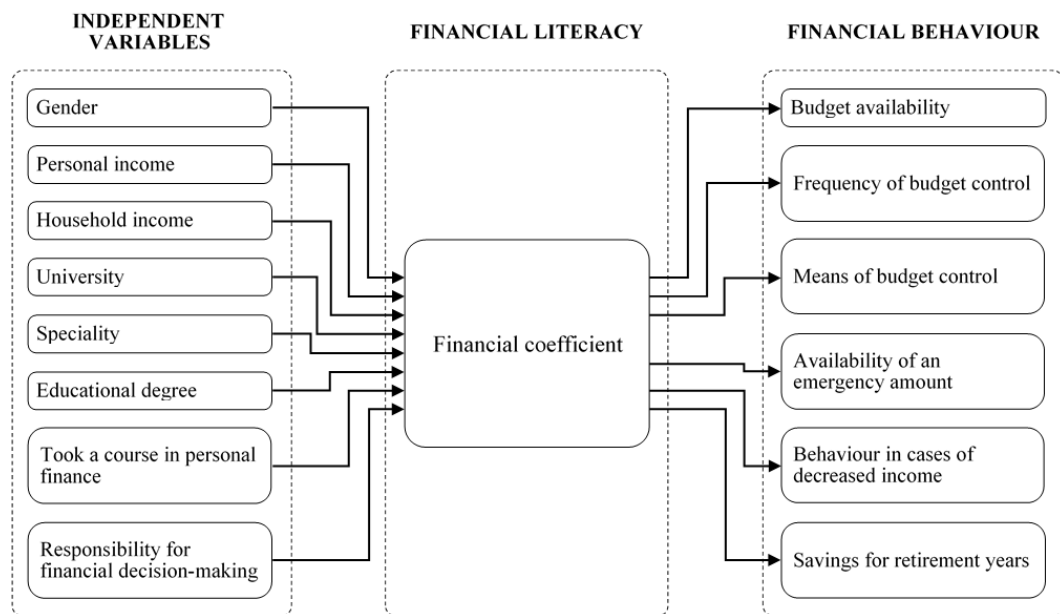 INDEPENDENT
VARIABLES
Gender
Personal income
Household income
University
Speciality
Educational degree
Took a course in personal
finance
Responsibility for
financial decision-making
FINANCIAL LITERACY
Financial coefficient
FINANCIAL BEHAVIOUR
Budget availability
Frequency of budget control
Means of budget control
Availability of an
emergency amount
Behaviour in cases of
decreased income
Savings for retirement years